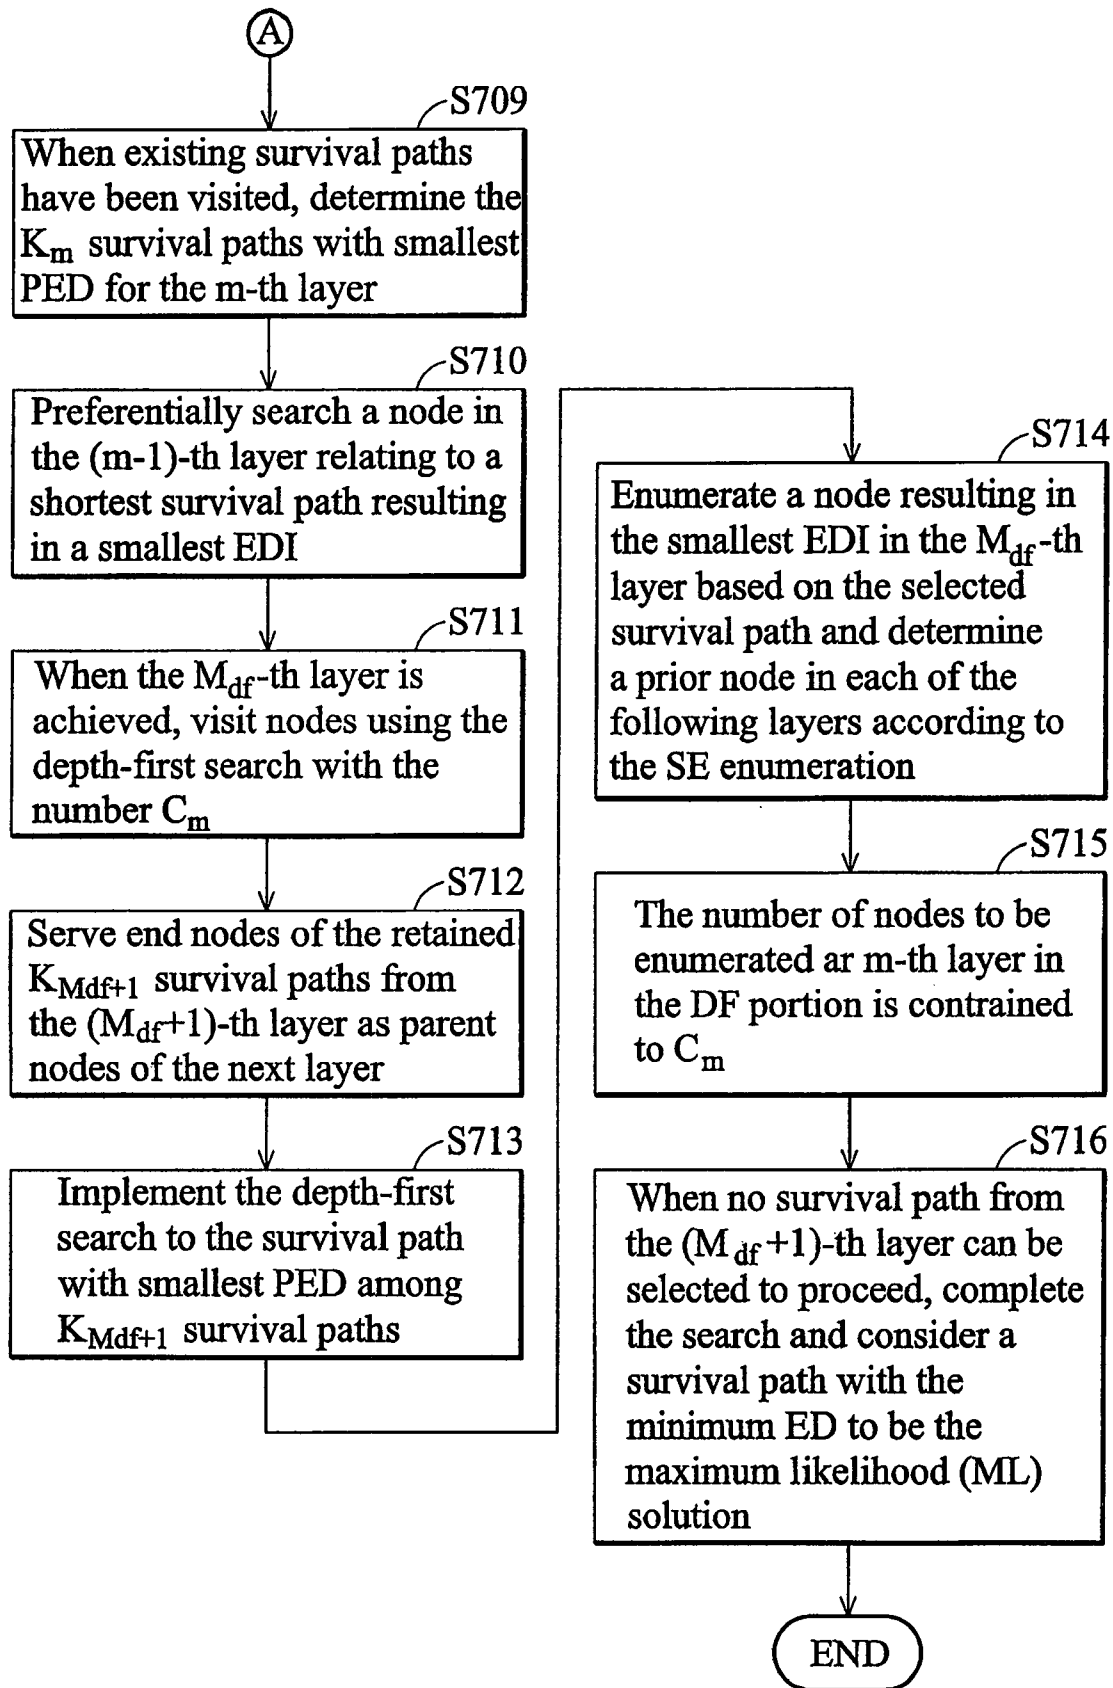 A
S709
When existing survival paths
have been visited, determine the
Km survival paths with smallest
PED for the m-th layer
S710
Preferentially search a node in
the (m-1)-th layer relating to a
shortest survival path resulting
in a smallest EDI
S711
When the Mdf-th layer is
achieved, visit nodes using the
depth-first search with the
number Cm
S712
Serve end nodes of the retained
KMdf+1 survival paths from
the (Mdf+1)-th layer as parent
nodes of the next layer
S713
Implement the depth-first
search to the survival path
with smallest PED among
KMdf+1 survival paths
S714
Enumerate a node resulting in
the smallest EDI in the Mdf-th
layer based on the selected
survival path and determine
a prior node in each of the
following layers according to
the SE enumeration
S715
The number of nodes to be
enumerated ar m-th layer in
the DF portion is contrained
to Cm
S716
When no survival path from
the (Mdf+1)-th layer can be
selected to proceed, complete
the search and consider a
survival path with the
minimum ED to be the
maximum likelihood (ML)
solution
END